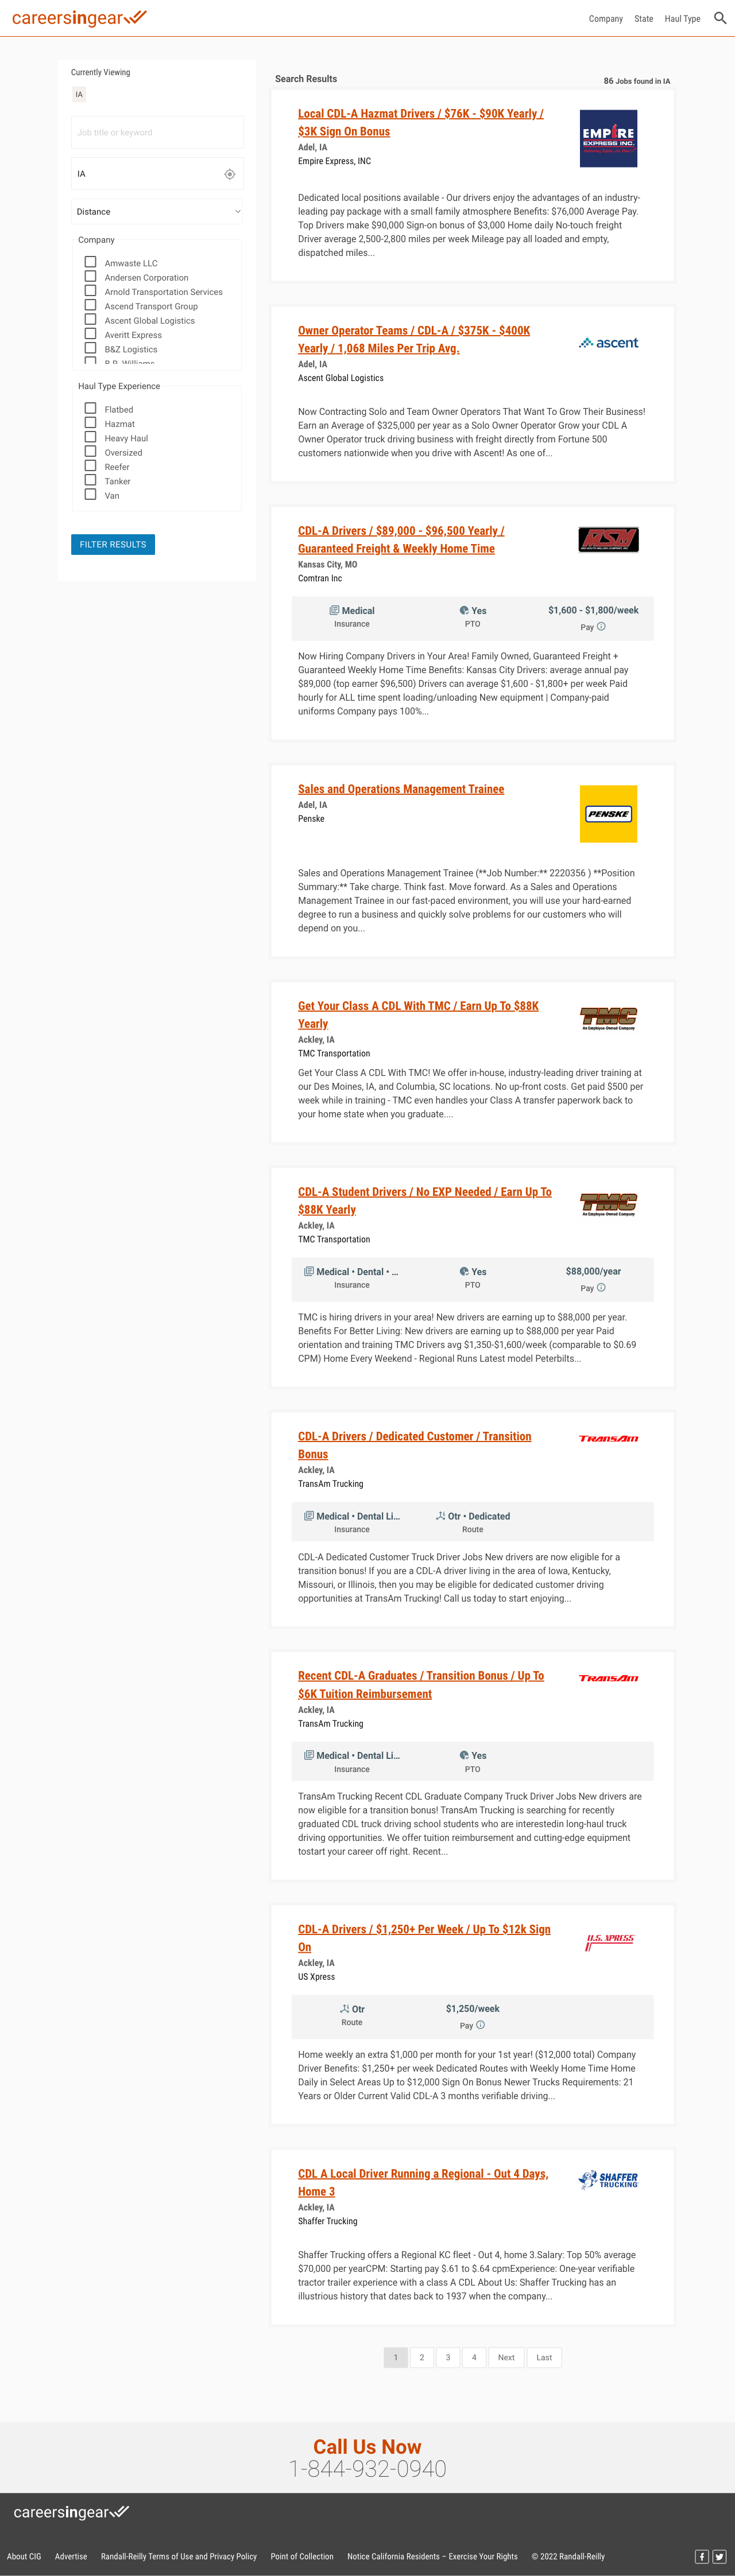 careersingear
Company State Haul Type
Currently Viewing
IA
Job title or keyword
IA
Distance
Company
Amwaste LLC
Andersen Corporation
Arnold Transportation Services
Ascend Transport Group
Ascent Global Logistics
Averitt Express
B&Z Logistics
B.R. Williams
Haul Type Experience
Flatbed
Hazmat
Heavy Haul
Oversized
Reefer
Tanker
Van
FILTER RESULTS
Search Results
86 Jobs found in IA
Local CDL-A Hazmat Drivers / $76K - $90K Yearly /
$3K Sign On Bonus
Adel, IA
Empire Express, INC
EMPIRE
EXPRESS INC.
Dedicated local positions available - Our drivers enjoy the advantages of an industry-
leading pay package with a small family atmosphere Benefits: $76,000 Average Pay.
Top Drivers make $90,000 Sign-on bonus of $3,000 Home daily No-touch freight
Driver average 2,500-2,800 miles per week Mileage pay all loaded and empty,
dispatched miles...
Owner Operator Teams / CDL-A / $375K - $400K
Yearly / 1,068 Miles Per Trip Avg.
Adel, IA
Ascent Global Logistics
ascent
Now Contracting Solo and Team Owner Operators That Want To Grow Their Business!
Earn an Average of $325,000 per year as a Solo Owner Operator Grow your CDL A
Owner Operator truck driving business with freight directly from Fortune 500
customers nationwide when you drive with Ascent! As one of...
CDL-A Drivers / $89,000 - $96,500 Yearly /
Guaranteed Freight & Weekly Home Time
Kansas City, MO
Comtran Inc
RSM
Medical
Insurance
Yes
PTO
$1,600 - $1,800/week
Pay
Now Hiring Company Drivers in Your Area! Family Owned, Guaranteed Freight +
Guaranteed Weekly Home Time Benefits: Kansas City Drivers: average annual pay
$89,000 (top earner $96,500) Drivers can average $1,600 - $1,800+ per week Paid
hourly for ALL time spent loading/unloading New equipment | Company-paid
uniforms Company pays 100%...
Sales and Operations Management Trainee
Adel, IA
Penske
PENSKE
Sales and Operations Management Trainee (**Job Number:** 2220356 ) **Position
Summary:** Take charge. Think fast. Move forward. As a Sales and Operations
Management Trainee in our fast-paced environment, you will use your hard-earned
degree to run a business and quickly solve problems for our customers who will
depend on you...
Get Your Class A CDL With TMC / Earn Up To $88K
Yearly
Ackley, IA
TMC Transportation
TMC
An Employee-Owned Company
Get Your Class A CDL With TMC! We offer in-house, industry-leading driver training at
our Des Moines, IA, and Columbia, SC locations. No up-front costs. Get paid $500 per
week while in training - TMC even handles your Class A transfer paperwork back to
your home state when you graduate....
CDL-A Student Drivers / No EXP Needed / Earn Up To
$88K Yearly
Ackley, IA
TMC Transportation
TMC
An Employee-Owned Company
Medical • Dental • ...
Insurance
Yes
PTO
$88,000/year
Pay
TMC is hiring drivers in your area! New drivers are earning up to $88,000 per year.
Benefits For Better Living: New drivers are earning up to $88,000 per year Paid
orientation and training TMC Drivers avg $1,350-$1,600/week (comparable to $0.69
CPM) Home Every Weekend - Regional Runs Latest model Peterbilts...
CDL-A Drivers / Dedicated Customer / Transition
Bonus
Ackley, IA
TransAm Trucking
TRANSAM
Medical • Dental Li...
Insurance
Otr • Dedicated
Route
CDL-A Dedicated Customer Truck Driver Jobs New drivers are now eligible for a
transition bonus! If you are a CDL-A driver living in the area of Iowa, Kentucky,
Missouri, or Illinois, then you may be eligible for dedicated customer driving
opportunities at TransAm Trucking! Call us today to start enjoying...
Recent CDL-A Graduates / Transition Bonus / Up To
$6K Tuition Reimbursement
Ackley, IA
TransAm Trucking
TRANSAM
Medical • Dental Li...
Insurance
Yes
PTO
TransAm Trucking Recent CDL Graduate Company Truck Driver Jobs New drivers are
now eligible for a transition bonus! TransAm Trucking is searching for recently
graduated CDL truck driving school students who are interestedin long-haul truck
driving opportunities. We offer tuition reimbursement and cutting-edge equipment
tostart your career off right. Recent...
CDL-A Drivers / $1,250+ Per Week / Up To $12k Sign
On
Ackley, IA
US Xpress
U.S. XPRESS
Otr
Route
$1,250/week
Pay
Home weekly an extra $1,000 per month for your 1st year! ($12,000 total) Company
Driver Benefits: $1,250+ per week Dedicated Routes with Weekly Home Time Home
Daily in Select Areas Up to $12,000 Sign On Bonus Newer Trucks Requirements: 21
Years or Older Current Valid CDL-A 3 months verifiable driving...
CDL A Local Driver Running a Regional - Out 4 Days,
Home 3
Ackley, IA
Shaffer Trucking
SHAFFER
TRUCKING
Shaffer Trucking offers a Regional KC fleet - Out 4, home 3.Salary: Top 50% average
$70,000 per yearCPM: Starting pay $.61 to $.64 cpmExperience: One-year verifiable
tractor trailer experience with a class A CDL About Us: Shaffer Trucking has an
illustrious history that dates back to 1937 when the company...
1 2 3 4 Next Last
Call Us Now
1-844-932-0940
careersingear
About CIG Advertise Randall-Reilly Terms of Use and Privacy Policy Point of Collection Notice California Residents – Exercise Your Rights © 2022 Randall-Reilly